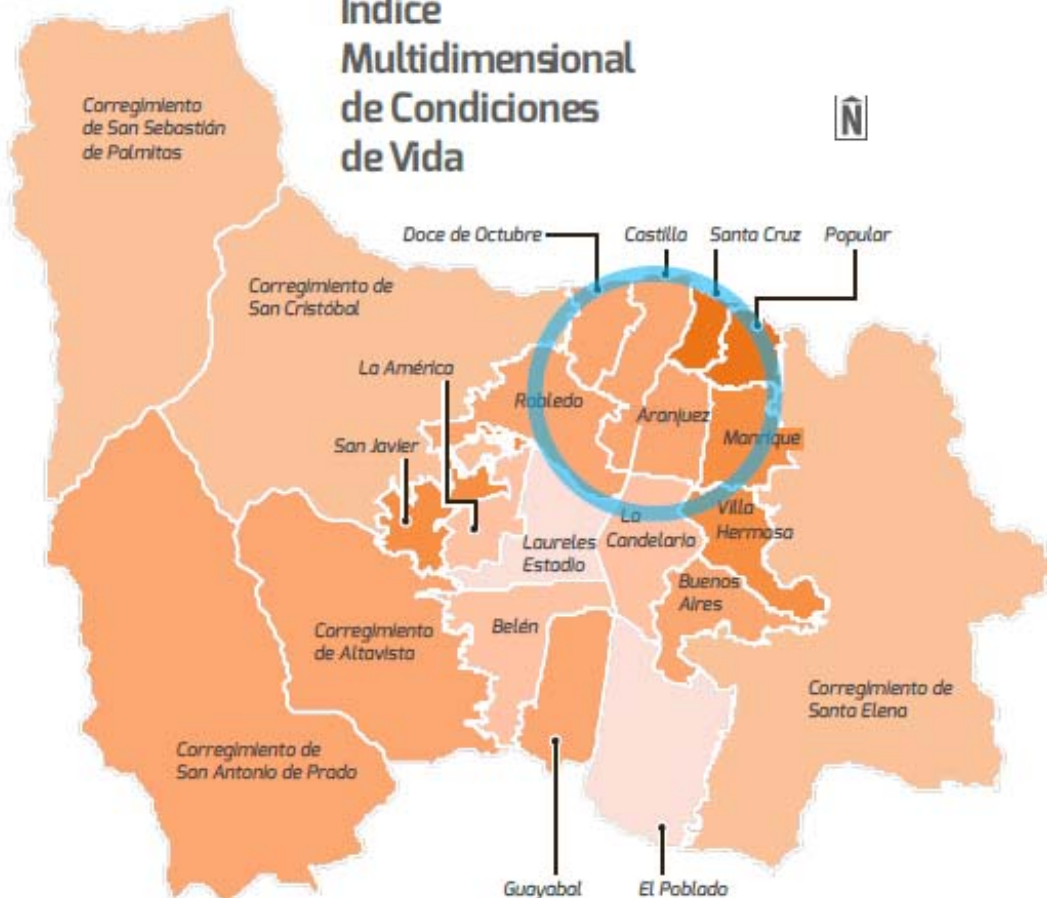 Índice
Multidimensional
de Condiciones
de Vida
N
Corregimiento
de San Sebastián
de Palmitas
Doce de Octubre
Castilla
Santa Cruz
Popular
Corregimiento de
San Cristóbal
La América
Robledo
Aranjuez
Manrique
San Javier
Villa
Hermosa
La
Candelaria
Laureles
Estadio
Buenos
Aires
Belén
Corregimiento
de Altavista
Corregimiento de
Santa Elena
Corregimiento de
San Antonio de Prado
Guayabal
El Poblado